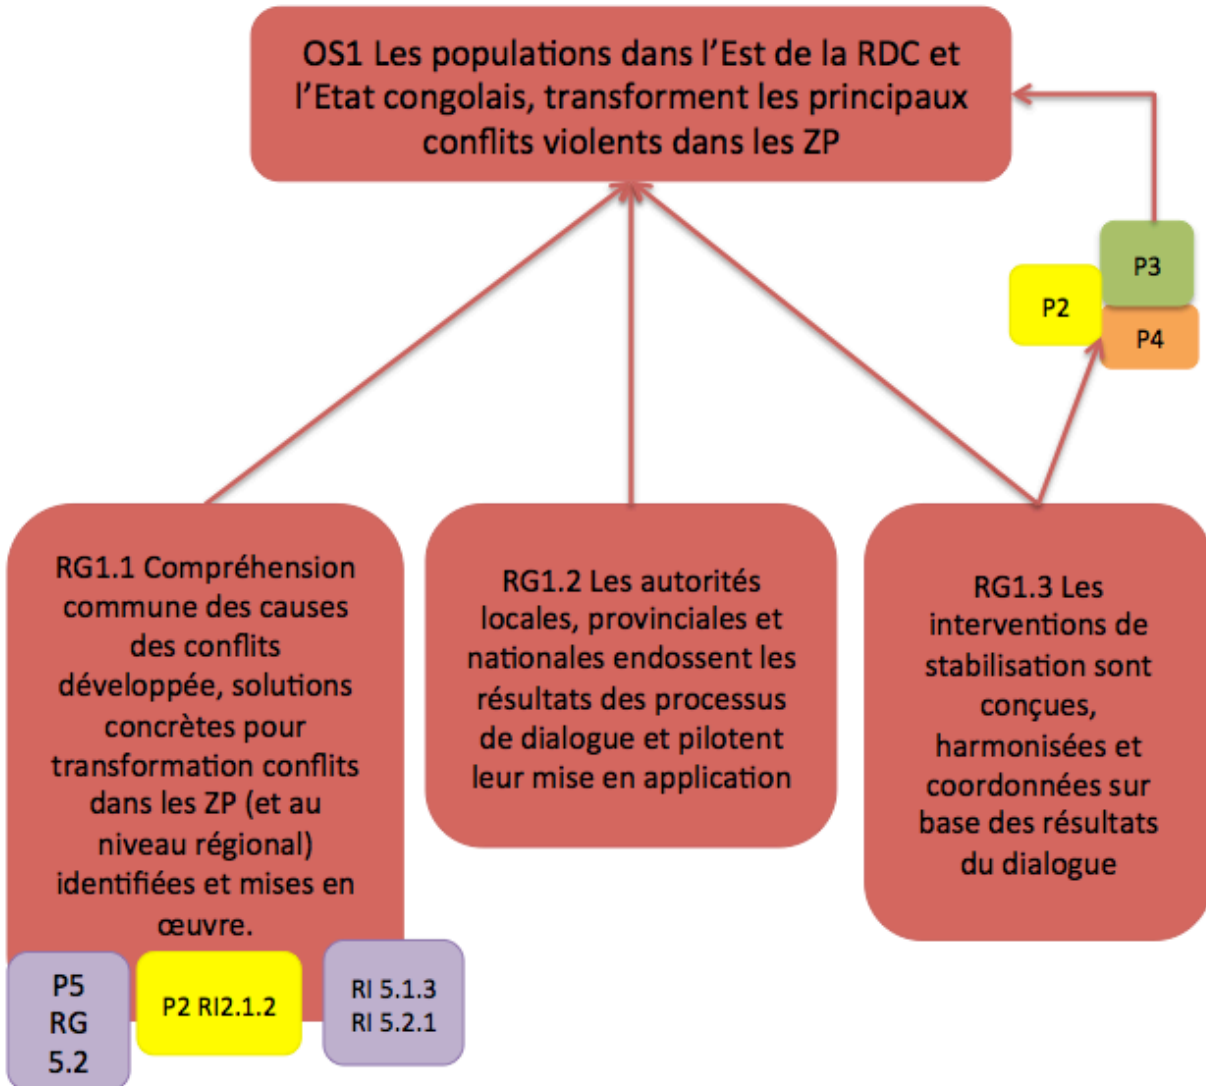 OS1 Les populations dans l’Est de la RDC et
l’Etat congolais, transforment les principaux
conflits violents dans les ZP
P3
P2
P4
RG1.1 Compréhension
commune des causes
des conflits
développée, solutions
concrètes pour
transformation conflits
dans les ZP (et au
niveau régional)
identifiées et mises en
œuvre.
RG1.2 Les autorités
locales, provinciales et
nationales endossent les
résultats des processus
de dialogue et pilotent
leur mise en application
RG1.3 Les
interventions de
stabilisation sont
conçues,
harmonisées et
coordonnées sur
base des résultats
du dialogue
P5
RG
5.2
P2 RI2.1.2
RI 5.1.3
RI 5.2.1